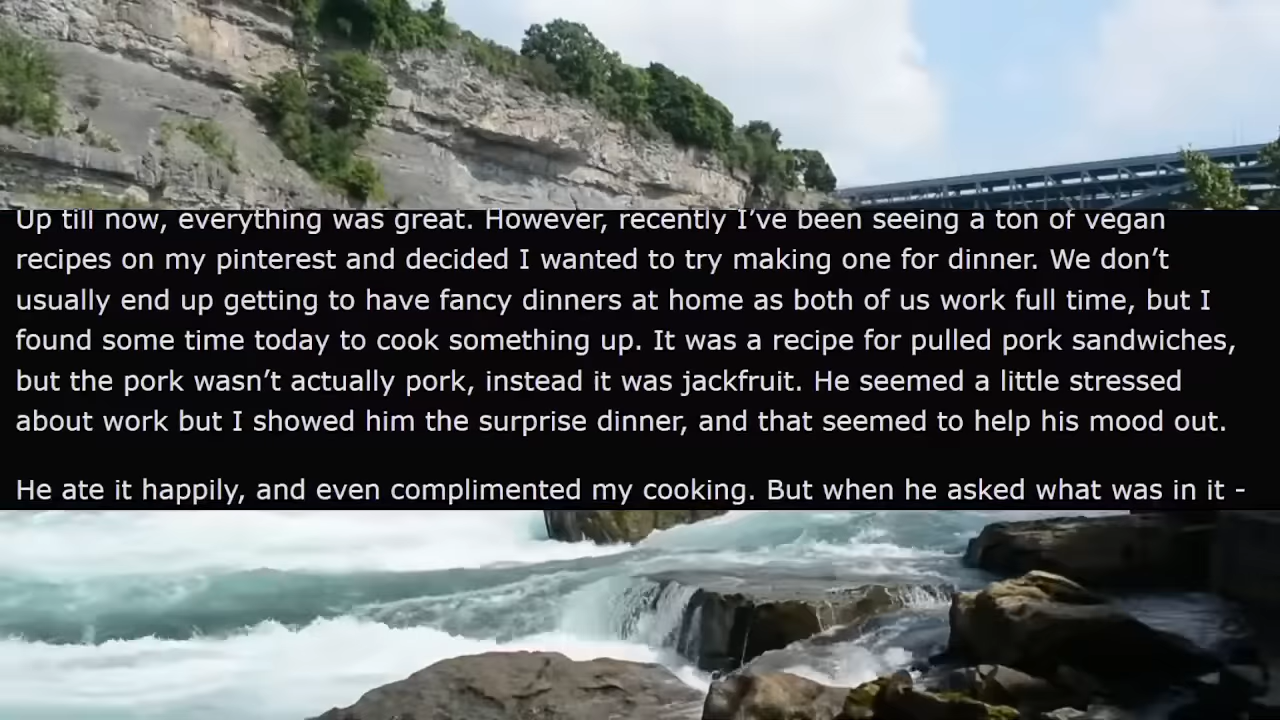 Up till now, everything was great. However, recently I’ve been seeing a ton of vegan
recipes on my pinterest and decided I wanted to try making one for dinner. We don’t
usually end up getting to have fancy dinners at home as both of us work full time, but I
found some time today to cook something up. It was a recipe for pulled pork sandwiches,
but the pork wasn’t actually pork, instead it was jackfruit. He seemed a little stressed
about work but I showed him the surprise dinner, and that seemed to help his mood out.
He ate it happily, and even complimented my cooking. But when he asked what was in it -